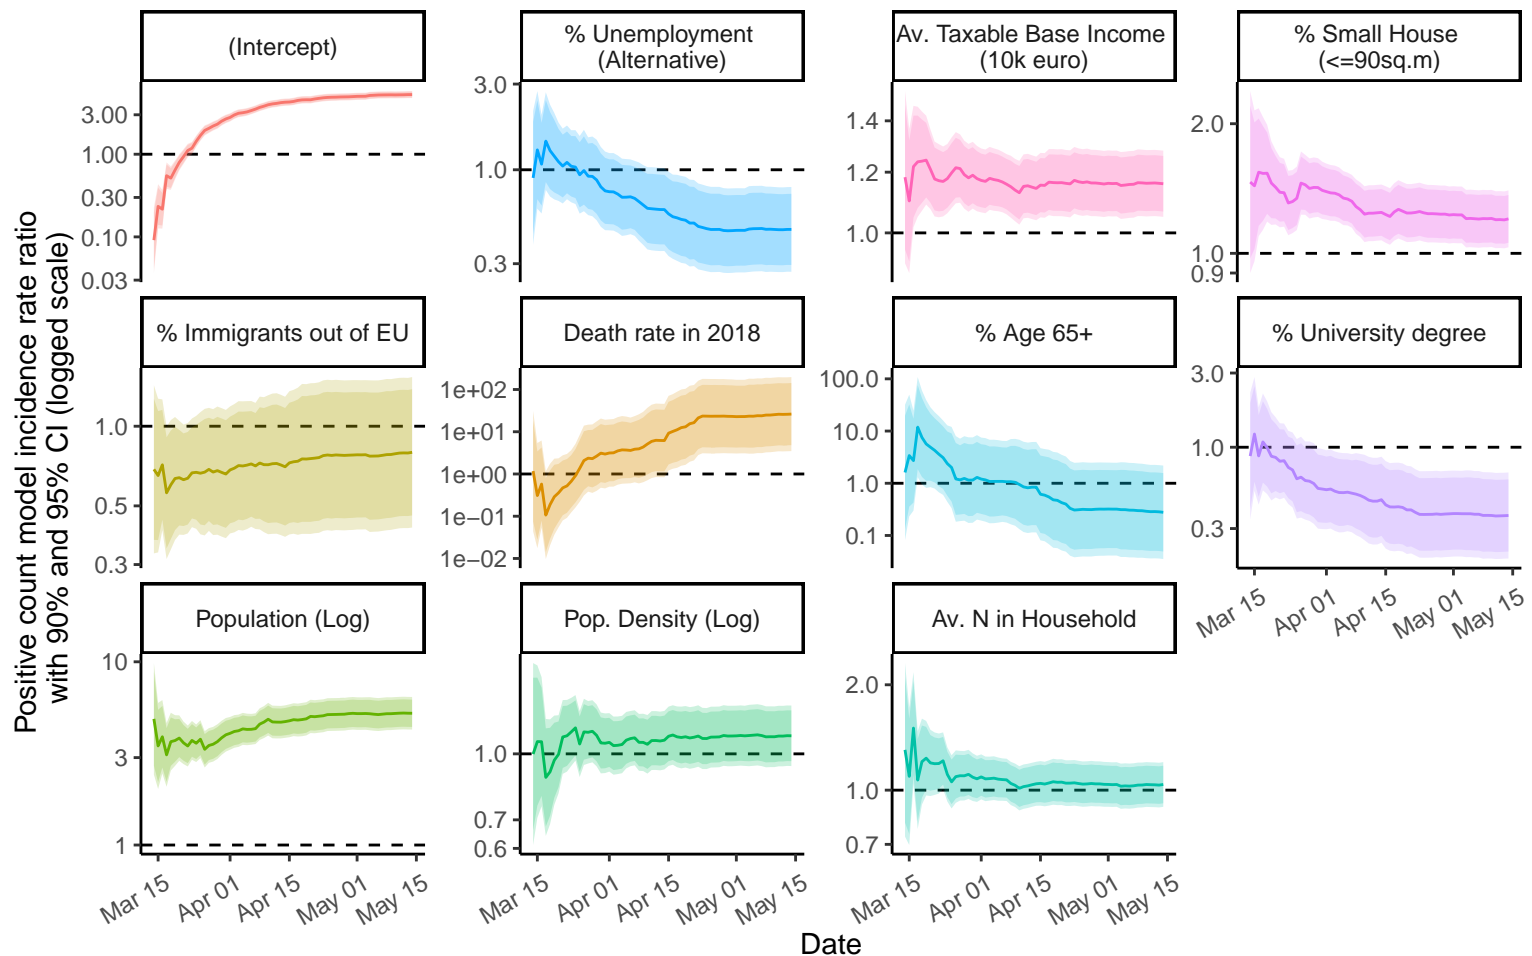 Positive count model incidence rate ratio
with 90% and 95% CI (logged scale)
(Intercept)
3.00
1.00
0.30
0.10
0.03
% Unemployment
(Alternative)
3.0
1.0
0.3
Av. Taxable Base Income
(10k euro)
1.4
1.2
1.0
% Small House
(<=90sq.m)
2.0
1.0
0.9
% Immigrants out of EU
1.0
0.5
0.3
Death rate in 2018
1e+02
1e+01
1e+00
1e−01
1e−02
% Age 65+
100.0
10.0
1.0
0.1
% University degree
3.0
1.0
0.3
Mar 15 Apr 01 Apr 15 May 01 May 15
Population (Log)
10
3
1
Mar 15 Apr 01 Apr 15 May 01 May 15
Pop. Density (Log)
1.0
0.7
0.6
Mar 15 Apr 01 Apr 15 May 01 May 15
Av. N in Household
2.0
1.0
0.7
Mar 15 Apr 01 Apr 15 May 01 May 15
Date